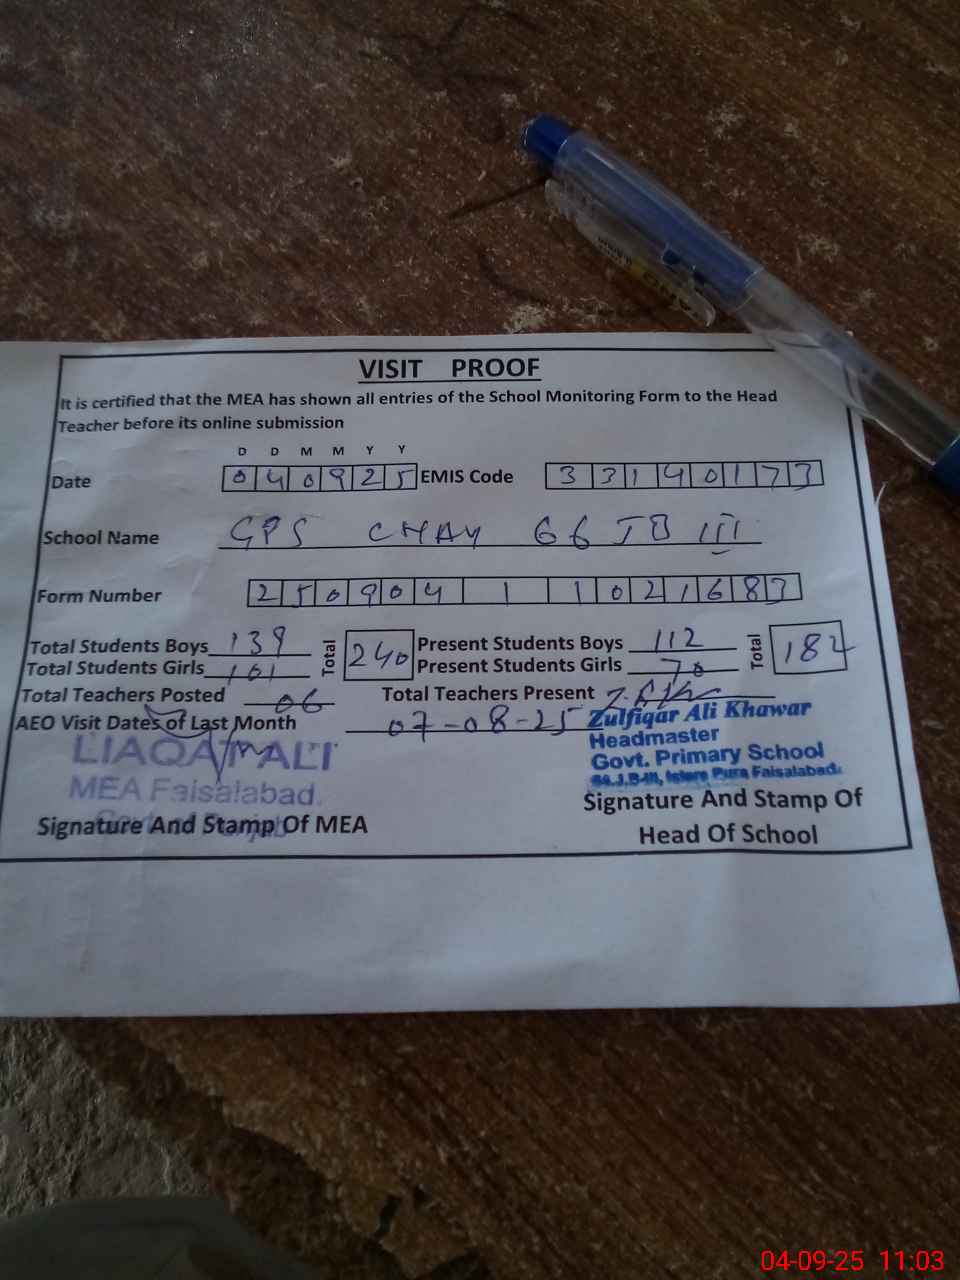 VISIT PROOF
It is certified that the MEA has shown all entries of the School Monitoring Form to the Head
Teacher before its online submission
D D M M Y Y
Date 0 4 0 9 2 5 EMIS Code 3 3 1 4 0 1 7 3
School Name GPS CHAK 66 JB III
Form Number 2 5 0 9 0 4 1 1 0 2 1 6 8 3
Total Students Boys 139 Total 240 Present Students Boys 112 Total 182
Total Students Girls 101 Present Students Girls 70
Total Teachers Posted 06 Total Teachers Present
AEO Visit Dates of Last Month 07-08-25
Zulfiqar Ali Khawar
Headmaster
Govt. Primary School
Faisalabad.
LIAQAT ALI
MEA Faisalabad.
Signature And Stamp Of MEA
Signature And Stamp Of
Head Of School
04-09-25 11:03